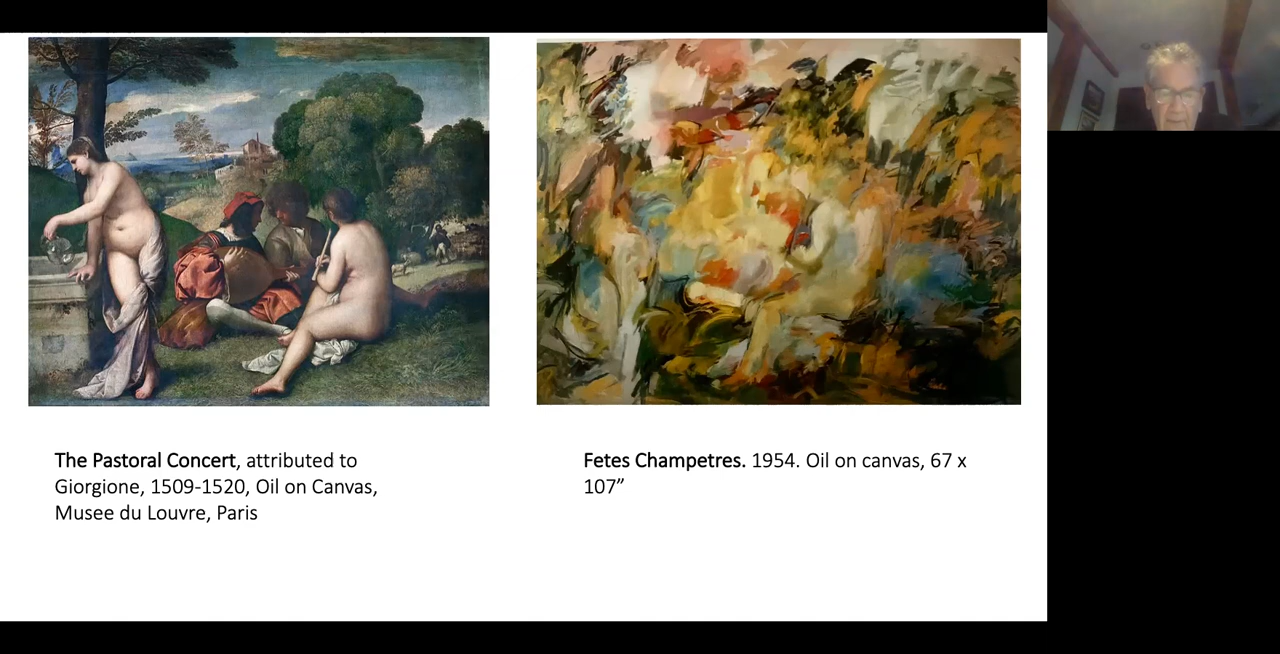 The Pastoral Concert, attributed to
Giorgione, 1509-1520, Oil on Canvas,
Musee du Louvre, Paris
Fetes Champetres. 1954. Oil on canvas, 67 x
107”